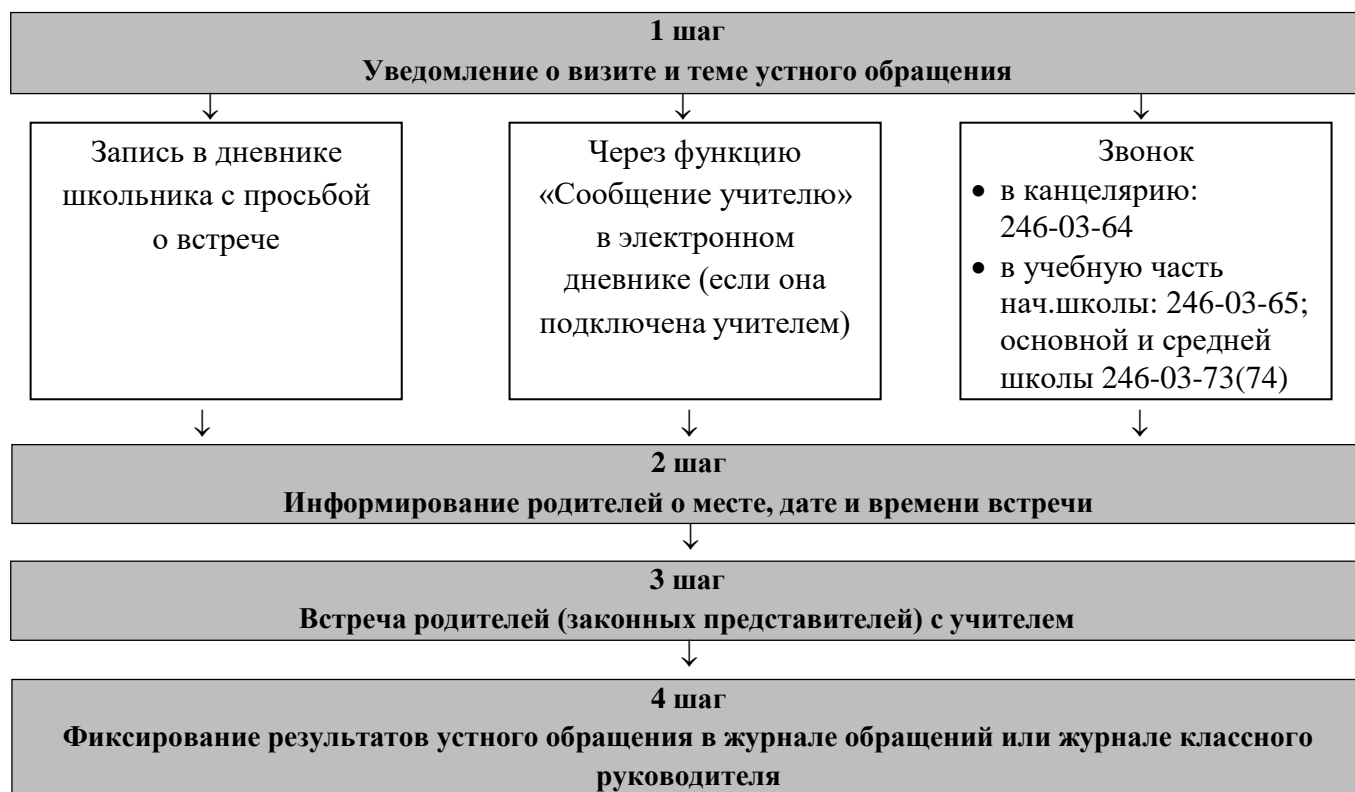 1 шаг
Уведомление о визите и теме устного обращения
Запись в дневнике
школьника с просьбой
о встрече
Через функцию
«Сообщение учителю»
в электронном
дневнике (если она
подключена учителем)
Звонок
• в канцелярию:
246-03-64
• в учебную часть
нач.школы: 246-03-65;
основной и средней
школы 246-03-73(74)
2 шаг
Информирование родителей о месте, дате и времени встречи
3 шаг
Встреча родителей (законных представителей) с учителем
4 шаг
Фиксирование результатов устного обращения в журнале обращений или журнале классного
руководителя